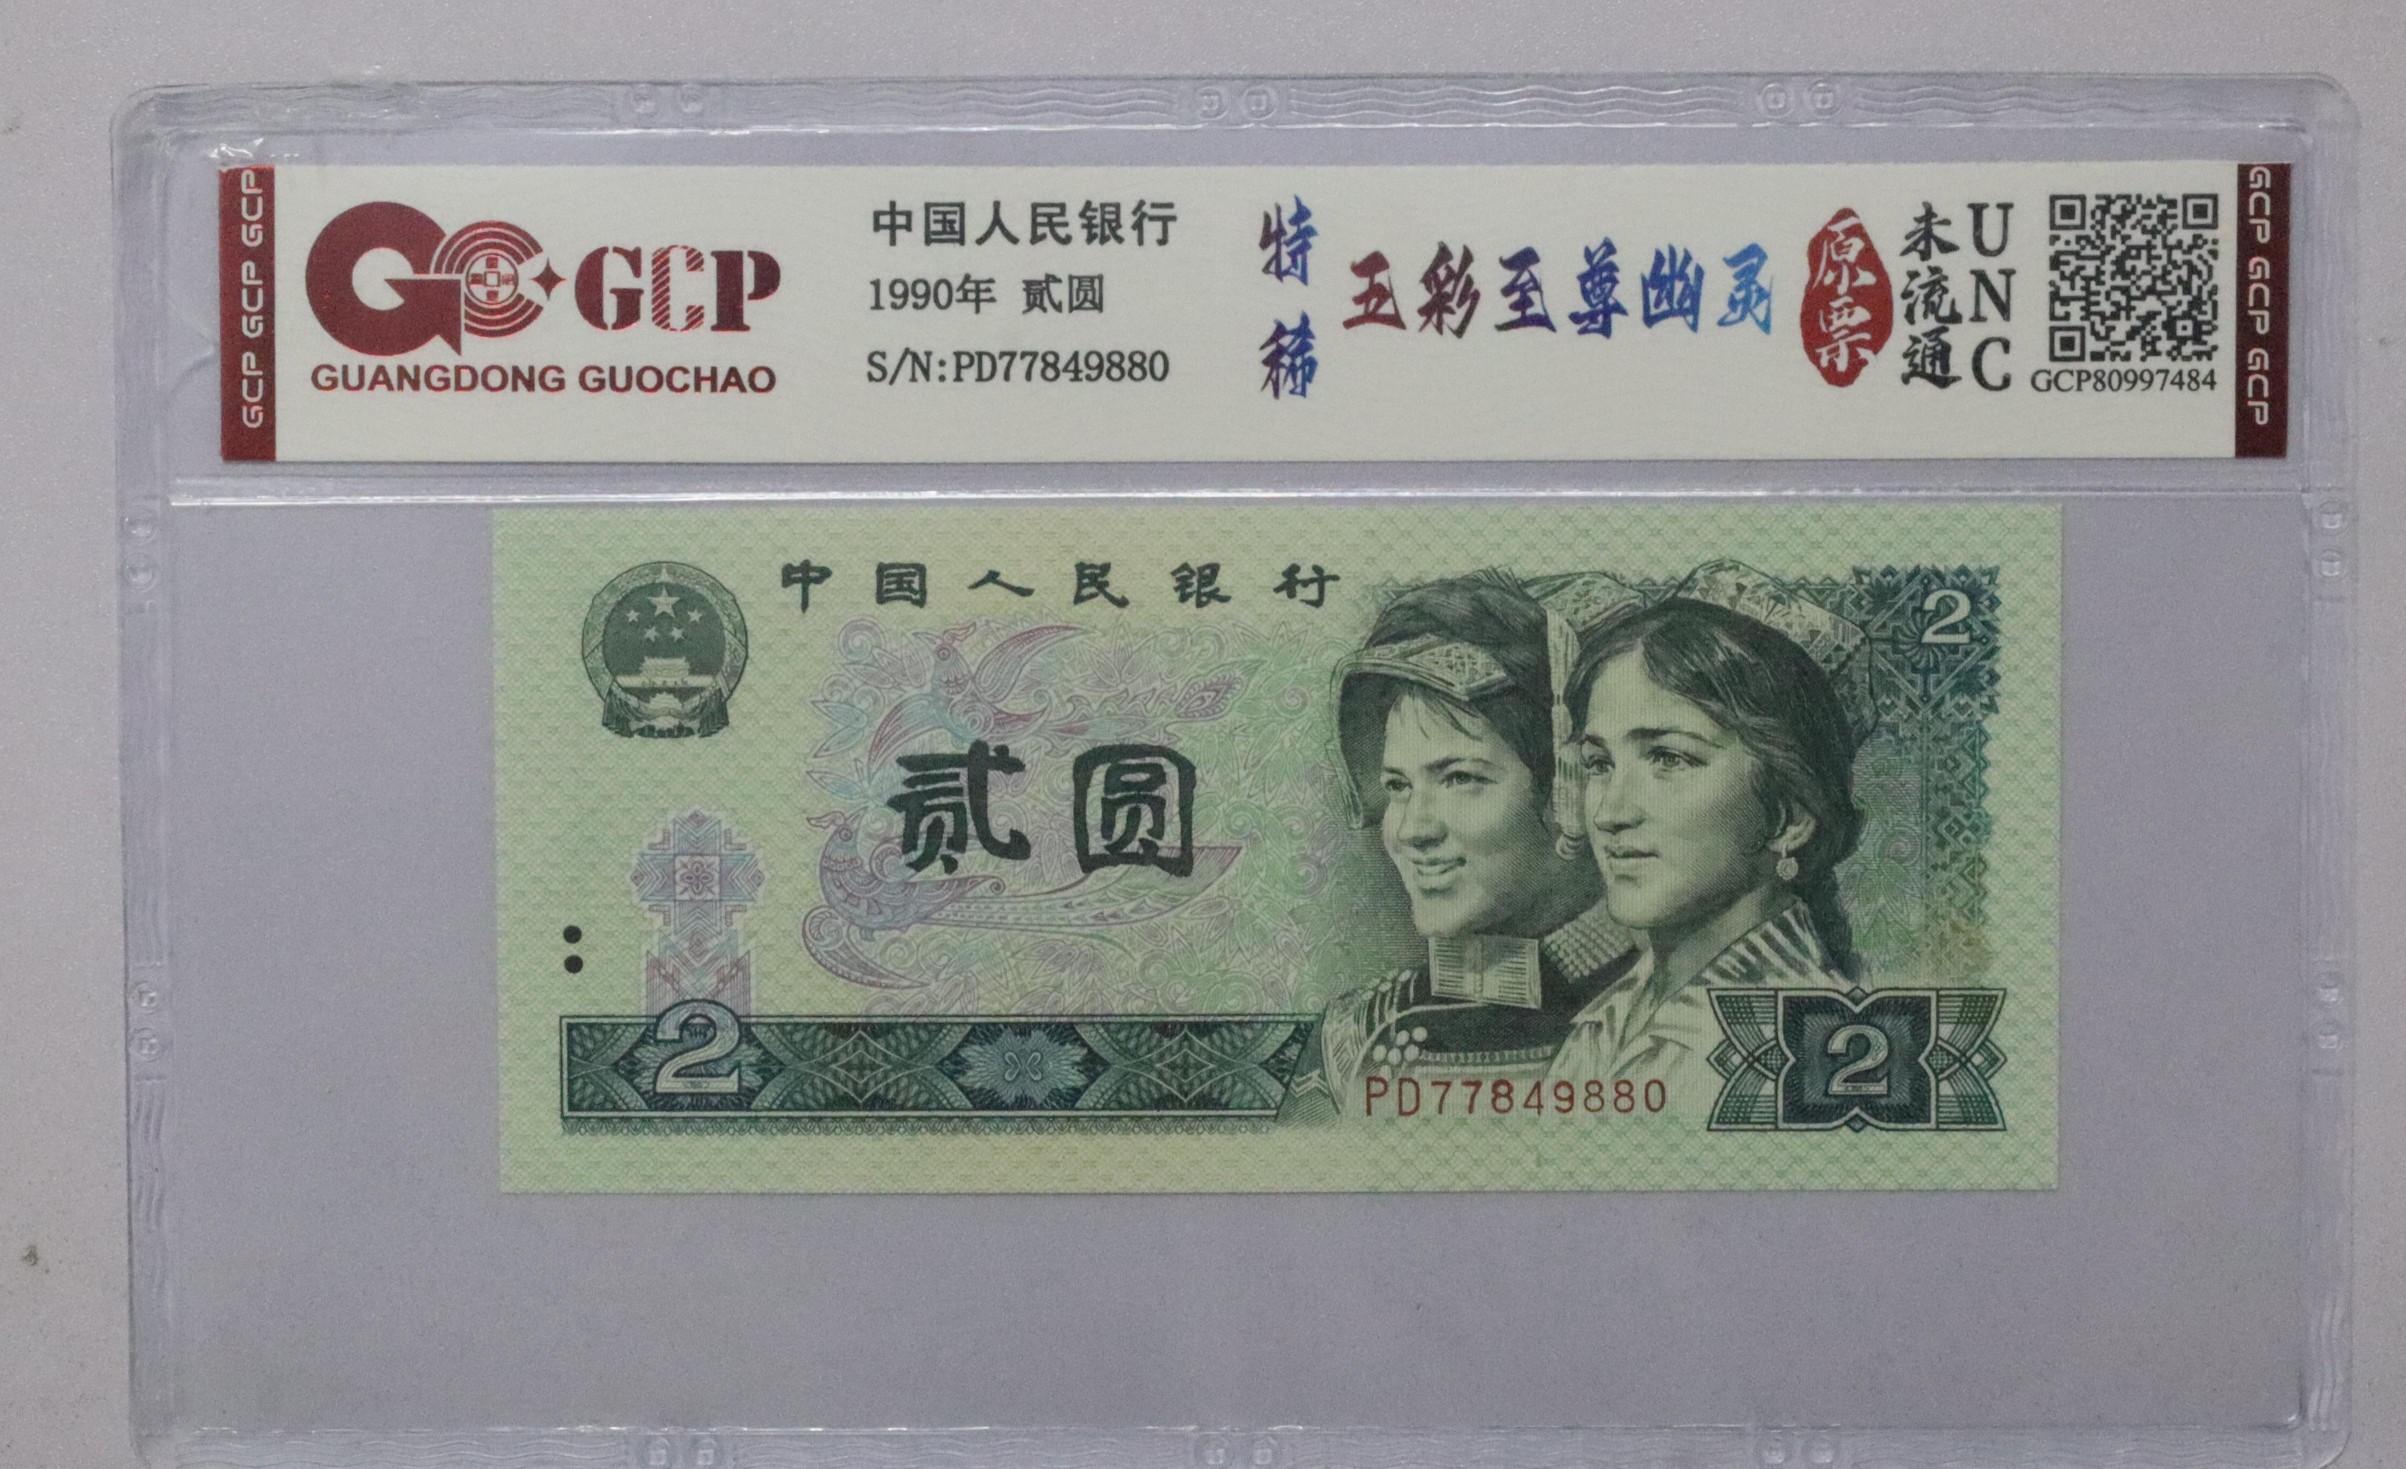 GCP GCP GCP
GCP
GUANGDONG GUOCHAO
中国人民银行
1990年 贰圆
S/N:PD77849880
特稀
五彩至尊幽灵
原票
未流通
UNC
GCP80997484
GCP GCP GCP
中国人民银行
2
贰圆
2
PD77849880
2